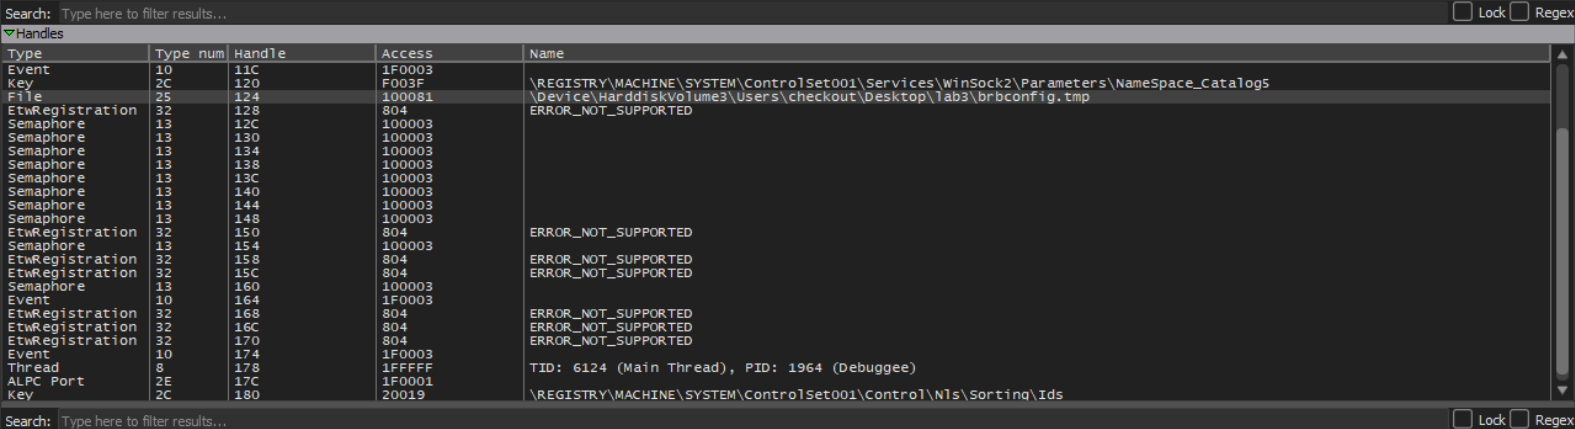 Search: Type here to filter results... Lock Regex
Handles
Type Type num Handle Access Name
Event 10 11C 1F0003
Key 2C 120 F003F \REGISTRY\MACHINE\SYSTEM\ControlSet001\Services\WinSock2\Parameters\NameSpace_Catalog5
File 25 124 100081 \Device\HarddiskVolume3\Users\checkout\Desktop\lab3\brbconfig.tmp
EtwRegistration 32 128 804 ERROR_NOT_SUPPORTED
Semaphore 13 12C 100003
Semaphore 13 130 100003
Semaphore 13 134 100003
Semaphore 13 138 100003
Semaphore 13 13C 100003
Semaphore 13 140 100003
Semaphore 13 144 100003
Semaphore 13 148 100003
EtwRegistration 32 150 804 ERROR_NOT_SUPPORTED
Semaphore 13 154 100003
EtwRegistration 32 158 804 ERROR_NOT_SUPPORTED
EtwRegistration 32 15C 804 ERROR_NOT_SUPPORTED
Semaphore 13 160 100003
Event 10 164 1F0003
EtwRegistration 32 168 804 ERROR_NOT_SUPPORTED
EtwRegistration 32 16C 804 ERROR_NOT_SUPPORTED
EtwRegistration 32 170 804 ERROR_NOT_SUPPORTED
Event 10 174 1F0003
Thread 8 178 1FFFFF TID: 6124 (Main Thread), PID: 1964 (Debuggee)
ALPC Port 2E 17C 1F0001
Key 2C 180 20019 \REGISTRY\MACHINE\SYSTEM\ControlSet001\Control\Nls\Sorting\Ids
Search: Type here to filter results... Lock Regex